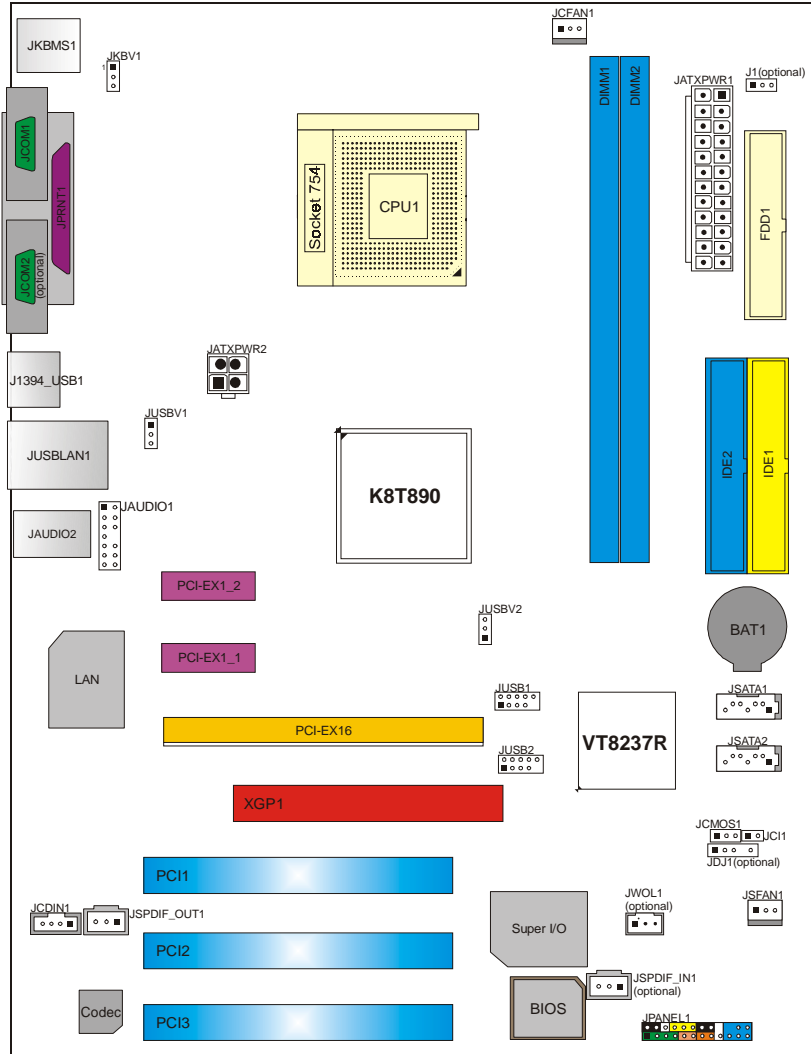 JCFAN1
JKBMS1
JKBV1
1
JATXPWR1
J1(optional)
DIMM1
DIMM2
JCOM1
JPRNT1
Socket 754
CPU1
FDD1
JCOM2
(optional)
JATXPWR2
J1394_USB1
JUSBV1
JUSBLAN1
IDE2
IDE1
K8T890
JAUDIO1
JAUDIO2
PCI-EX1_2
JUSBV2
BAT1
PCI-EX1_1
LAN
JUSB1
JSATA1
PCI-EX16
VT8237R
JUSB2
JSATA2
XGP1
JCMOS1
JCI1
JDJ1(optional)
PCI1
JCDIN1
JSPDIF_OUT1
JWOL1
(optional)
JSFAN1
Super I/O
PCI2
JSPDIF_IN1
(optional)
Codec
BIOS
PCI3
JPANEL1